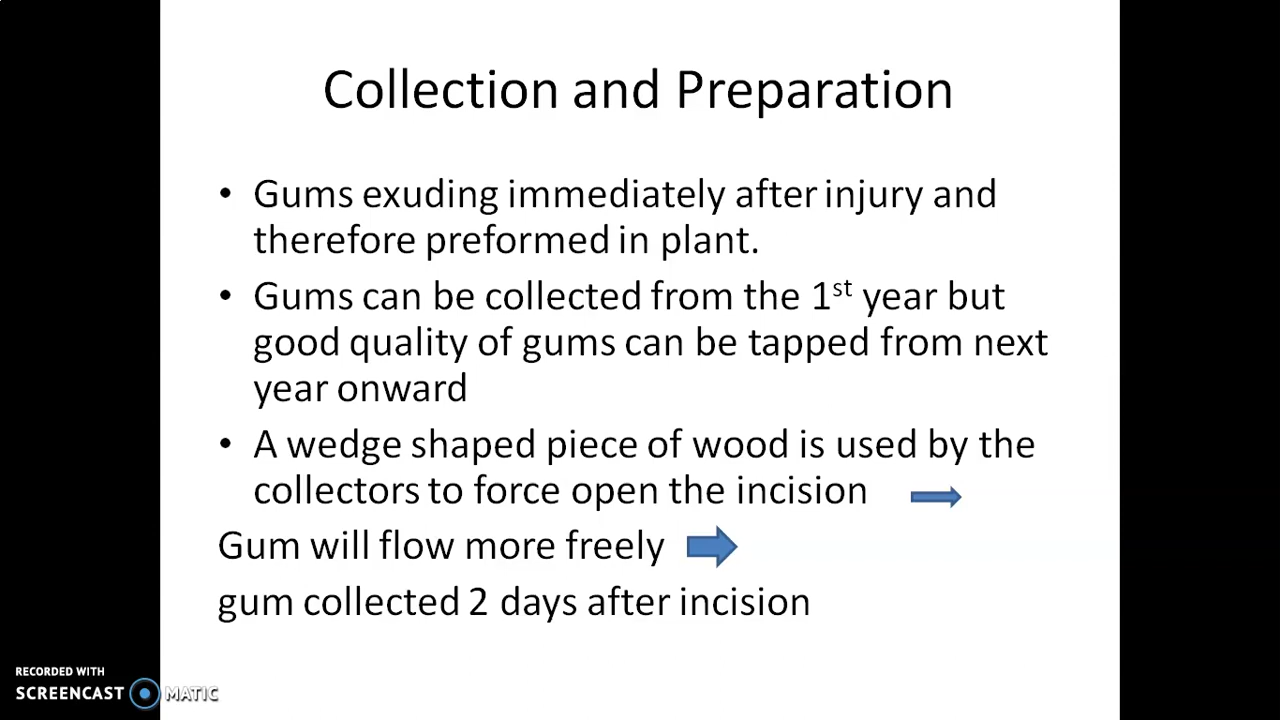 Collection and Preparation
• Gums exuding immediately after injury and
therefore preformed in plant.
• Gums can be collected from the 1st year but
good quality of gums can be tapped from next
year onward
• A wedge shaped piece of wood is used by the
collectors to force open the incision
Gum will flow more freely
gum collected 2 days after incision
RECORDED WITH
SCREENCAST MATIC